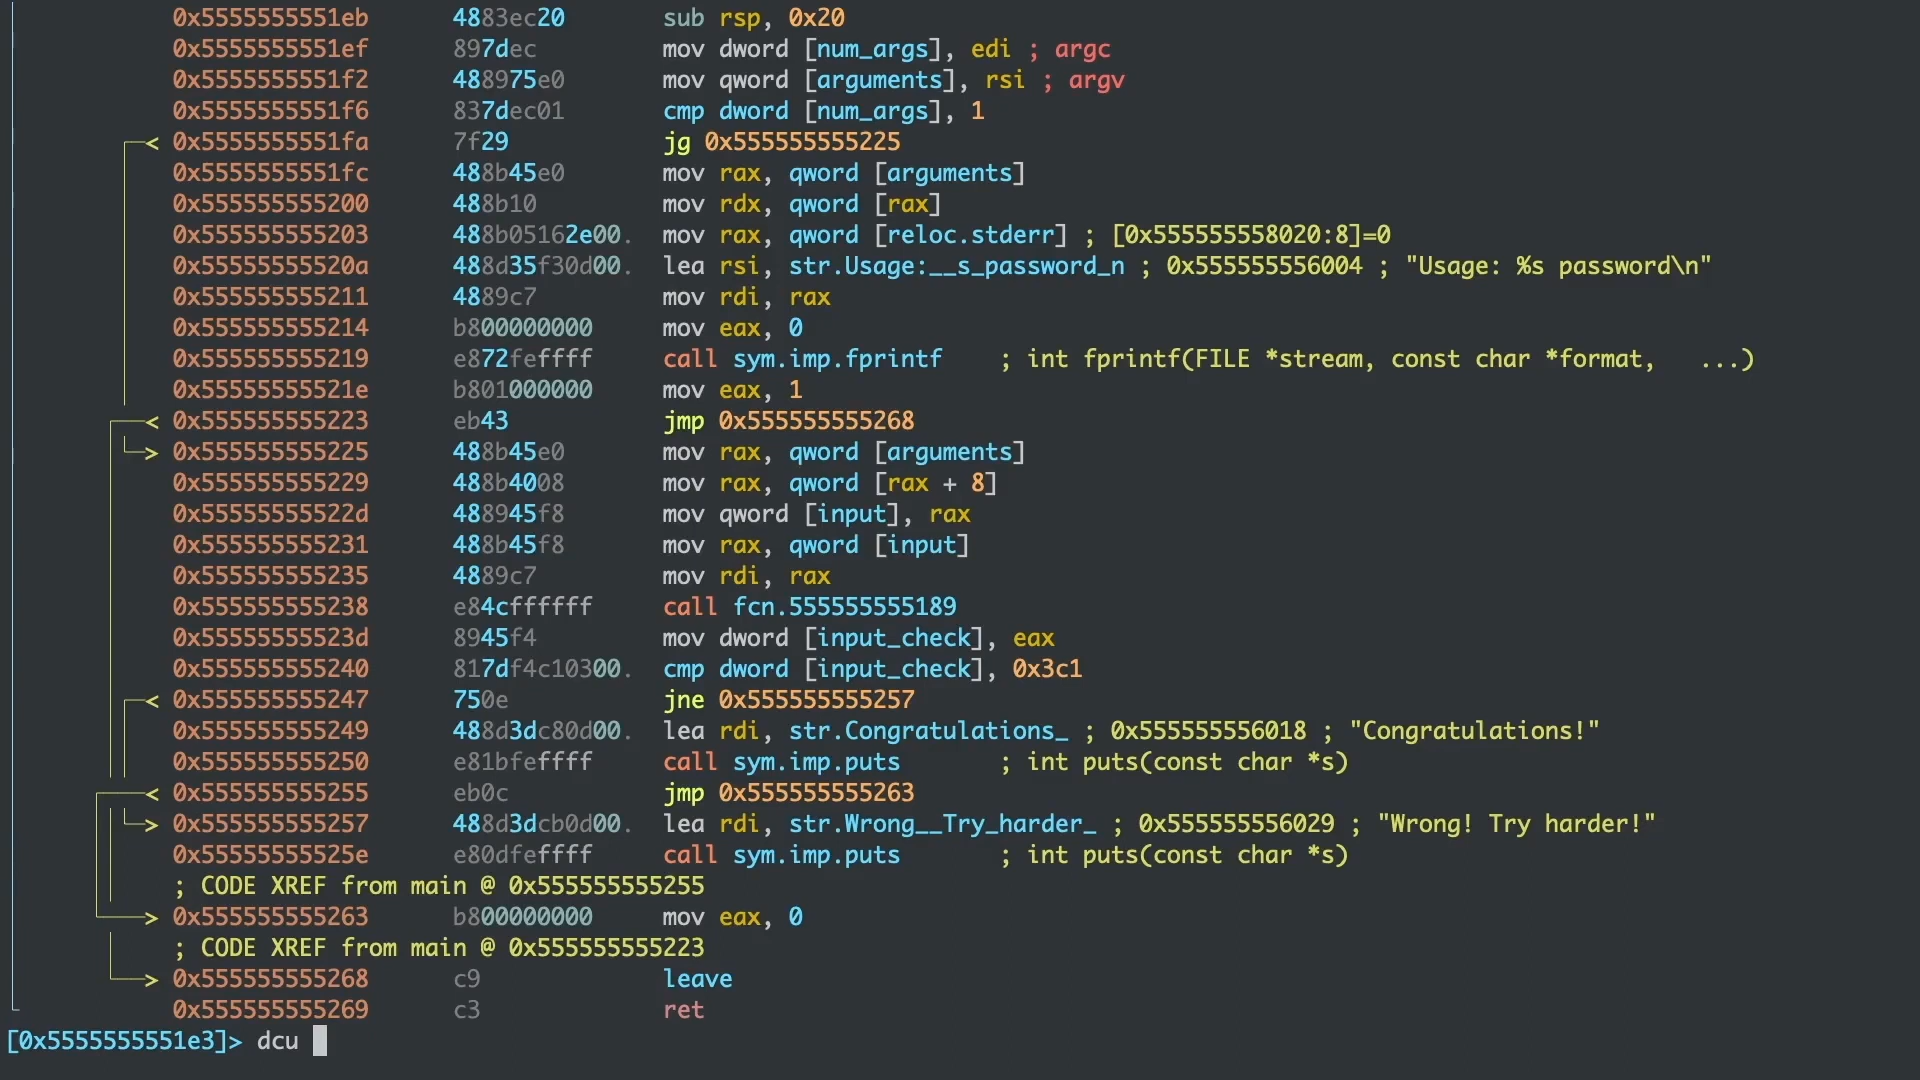 0x5555555551eb 4883ec20 sub rsp, 0x20
0x5555555551ef 897dec mov dword [num_args], edi ; argc
0x5555555551f2 488975e0 mov qword [arguments], rsi ; argv
0x5555555551f6 837dec01 cmp dword [num_args], 1
< 0x5555555551fa 7f29 jg 0x555555555225
0x5555555551fc 488b45e0 mov rax, qword [arguments]
0x555555555200 488b10 mov rdx, qword [rax]
0x555555555203 488b05162e00. mov rax, qword [reloc.stderr] ; [0x555555558020:8]=0
0x55555555520a 488d35f30d00. lea rsi, str.Usage:__s_password_n ; 0x555555556004 ; "Usage: %s password\n"
0x555555555211 4889c7 mov rdi, rax
0x555555555214 b800000000 mov eax, 0
0x555555555219 e872feffff call sym.imp.fprintf ; int fprintf(FILE *stream, const char *format, ...)
0x55555555521e b801000000 mov eax, 1
< 0x555555555223 eb43 jmp 0x555555555268
> 0x555555555225 488b45e0 mov rax, qword [arguments]
0x555555555229 488b4008 mov rax, qword [rax + 8]
0x55555555522d 488945f8 mov qword [input], rax
0x555555555231 488b45f8 mov rax, qword [input]
0x555555555235 4889c7 mov rdi, rax
0x555555555238 e84cffffff call fcn.555555555189
0x55555555523d 8945f4 mov dword [input_check], eax
0x555555555240 817df4c10300. cmp dword [input_check], 0x3c1
< 0x555555555247 750e jne 0x555555555257
0x555555555249 488d3dc80d00. lea rdi, str.Congratulations_ ; 0x555555556018 ; "Congratulations!"
0x555555555250 e81bfeffff call sym.imp.puts ; int puts(const char *s)
< 0x555555555255 eb0c jmp 0x555555555263
> 0x555555555257 488d3dcb0d00. lea rdi, str.Wrong__Try_harder_ ; 0x555555556029 ; "Wrong! Try harder!"
0x55555555525e e80dfeffff call sym.imp.puts ; int puts(const char *s)
; CODE XREF from main @ 0x555555555255
> 0x555555555263 b800000000 mov eax, 0
; CODE XREF from main @ 0x555555555223
> 0x555555555268 c9 leave
0x555555555269 c3 ret
[0x5555555551e3]> dcu